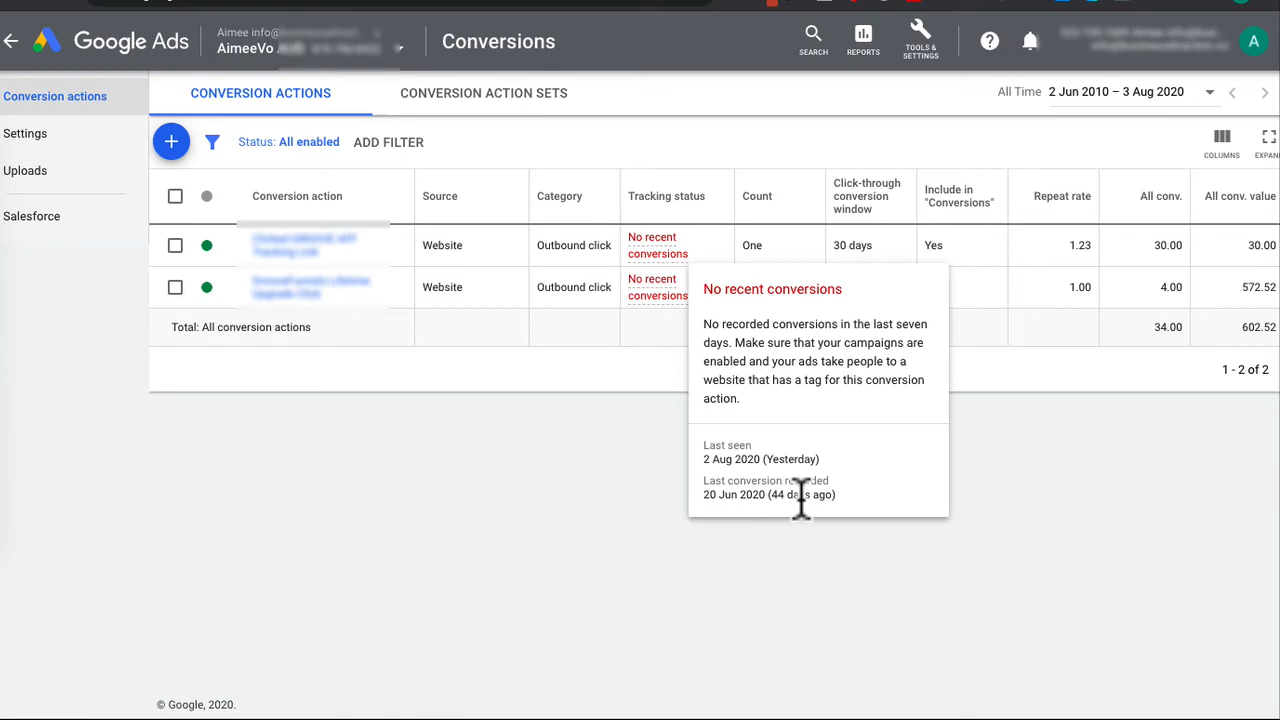 Google Ads
Aimee info@
AimeeVo
Conversions
SEARCH
REPORTS
TOOLS &
SETTINGS
A
Conversion actions
Settings
Uploads
Salesforce
CONVERSION ACTIONS
CONVERSION ACTION SETS
All Time 2 Jun 2010 – 3 Aug 2020
Status: All enabled
ADD FILTER
COLUMNS
Conversion action
Source
Category
Tracking status
Count
Click-through
conversion
window
Include in
"Conversions"
Repeat rate
All conv.
All conv. value
Website
Outbound click
No recent
conversions
One
30 days
Yes
1.23
30.00
30.00
Website
Outbound click
No recent
conversions
1.00
4.00
572.52
Total: All conversion actions
34.00
602.52
1 - 2 of 2
No recent conversions
No recorded conversions in the last seven
days. Make sure that your campaigns are
enabled and your ads take people to a
website that has a tag for this conversion
action.
Last seen
2 Aug 2020 (Yesterday)
Last conversion recorded
20 Jun 2020 (44 days ago)
© Google, 2020.